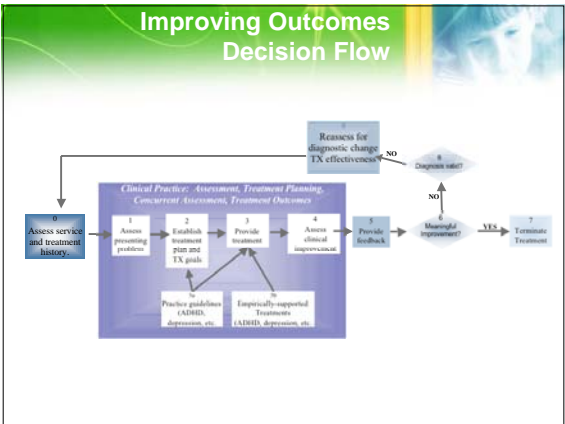 Improving Outcomes
Decision Flow
Reassess for
diagnostic change
TX effectiveness
NO
8
Diagnosis valid?
NO
Clinical Practice: Assessment, Treatment Planning,
Concurrent Assessment, Treatment Outcomes
0
Assess service
and treatment
history.
1
Assess
presenting
problem
2
Establish
treatment
plan and
TX goals
3
Provide
treatment
4
Assess
clinical
improvement
5
Provide
feedback
6
Meaningful
Improvement?
YES
7
Terminate
Treatment
Practice guidelines
(ADHD,
depression, etc.
Empirically-supported
Treatments
(ADHD, depression, etc.